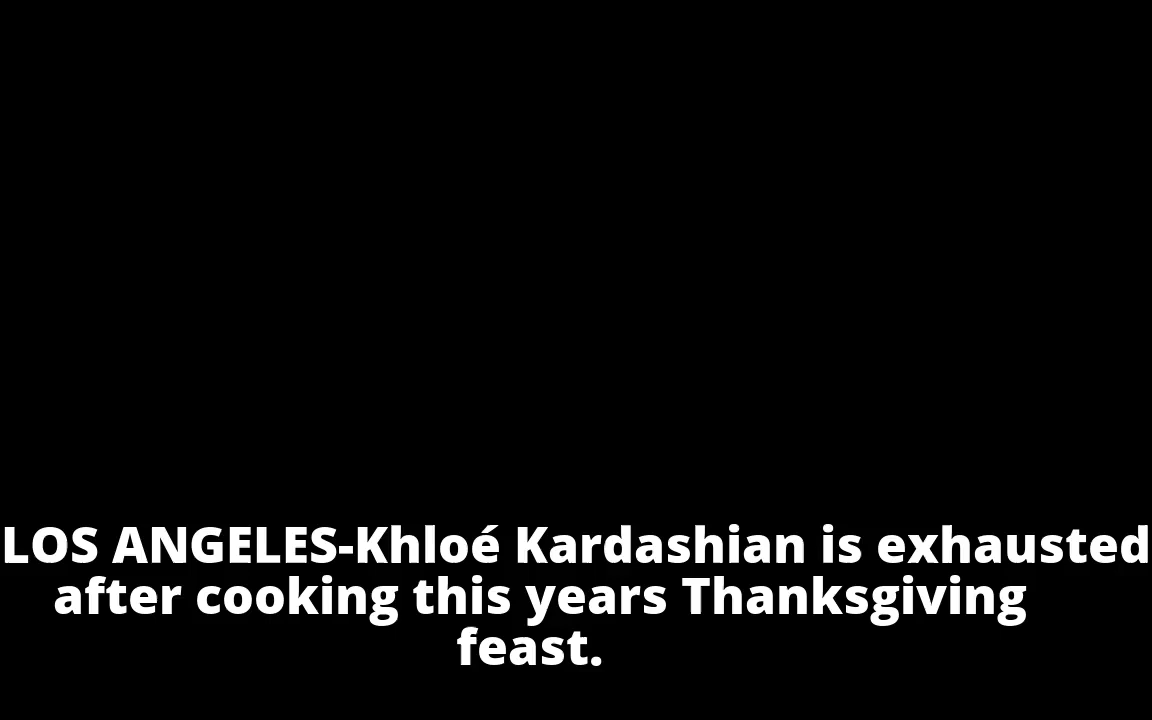 LOS ANGELES-Khloé Kardashian is exhausted
after cooking this years Thanksgiving
feast.